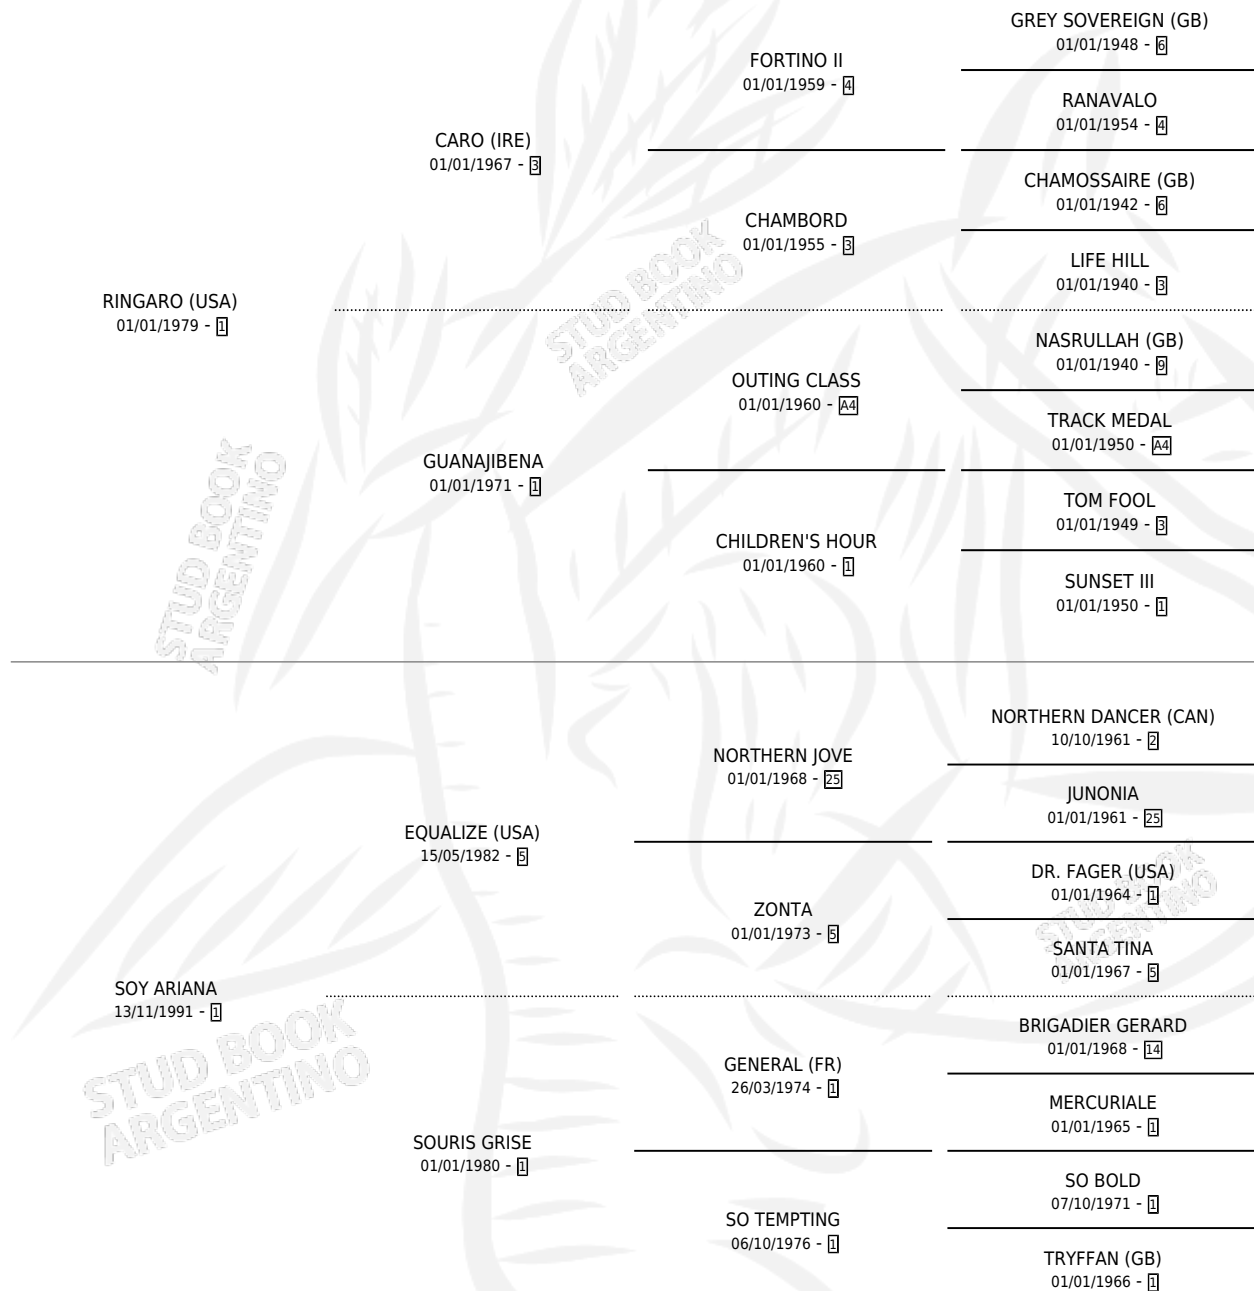 GREY SOVEREIGN (GB)
01/01/1948 - 6
FORTINO II
01/01/1959 - 4
RANAVALO
01/01/1954 - 4
CARO (IRE)
01/01/1967 - 3
CHAMOSSAIRE (GB)
01/01/1942 - 6
CHAMBORD
01/01/1955 - 3
LIFE HILL
01/01/1940 - 3
RINGARO (USA)
01/01/1979 - 1
STUD BOOK
ARGENTINO
NASRULLAH (GB)
01/01/1940 - 9
OUTING CLASS
01/01/1960 - A4
TRACK MEDAL
01/01/1950 - A4
GUANAJIBENA
01/01/1971 - 1
TOM FOOL
01/01/1949 - 3
CHILDREN'S HOUR
01/01/1960 - 1
SUNSET III
01/01/1950 - 1
STUD BOOK
ARGENTINO
NORTHERN DANCER (CAN)
10/10/1961 - 2
NORTHERN JOVE
01/01/1968 - 25
JUNONIA
01/01/1961 - 25
EQUALIZE (USA)
15/05/1982 - 5
DR. FAGER (USA)
01/01/1964 - 1
STUD BOOK
ARGENTINO
ZONTA
01/01/1973 - 5
SANTA TINA
01/01/1967 - 5
SOY ARIANA
13/11/1991 - 1
STUD BOOK
ARGENTINO
BRIGADIER GERARD
01/01/1968 - 14
GENERAL (FR)
26/03/1974 - 1
MERCURIALE
01/01/1965 - 1
SOURIS GRISE
01/01/1980 - 1
SO BOLD
07/10/1971 - 1
SO TEMPTING
06/10/1976 - 1
TRYFFAN (GB)
01/01/1966 - 1